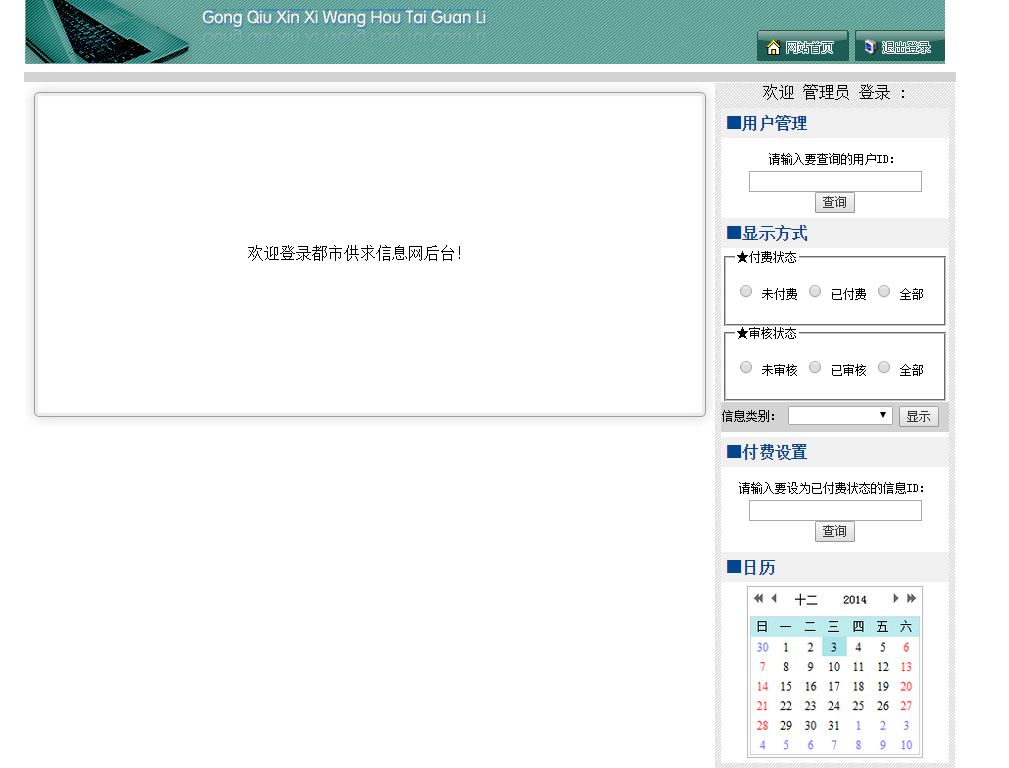 Gong Qiu Xin Xi Wang Hou Tai Guan Li
网站首页 退出登录
欢迎登录都市供求信息网后台!
欢迎 管理员 登录 :
■用户管理
请输入要查询的用户ID:
查询
■显示方式
★付费状态
未付费 已付费 全部
★审核状态
未审核 已审核 全部
信息类别: 显示
■付费设置
请输入要设为已付费状态的信息ID:
查询
■日历
十二 2014
日 一 二 三 四 五 六
30 1 2 3 4 5 6
7 8 9 10 11 12 13
14 15 16 17 18 19 20
21 22 23 24 25 26 27
28 29 30 31 1 2 3
4 5 6 7 8 9 10